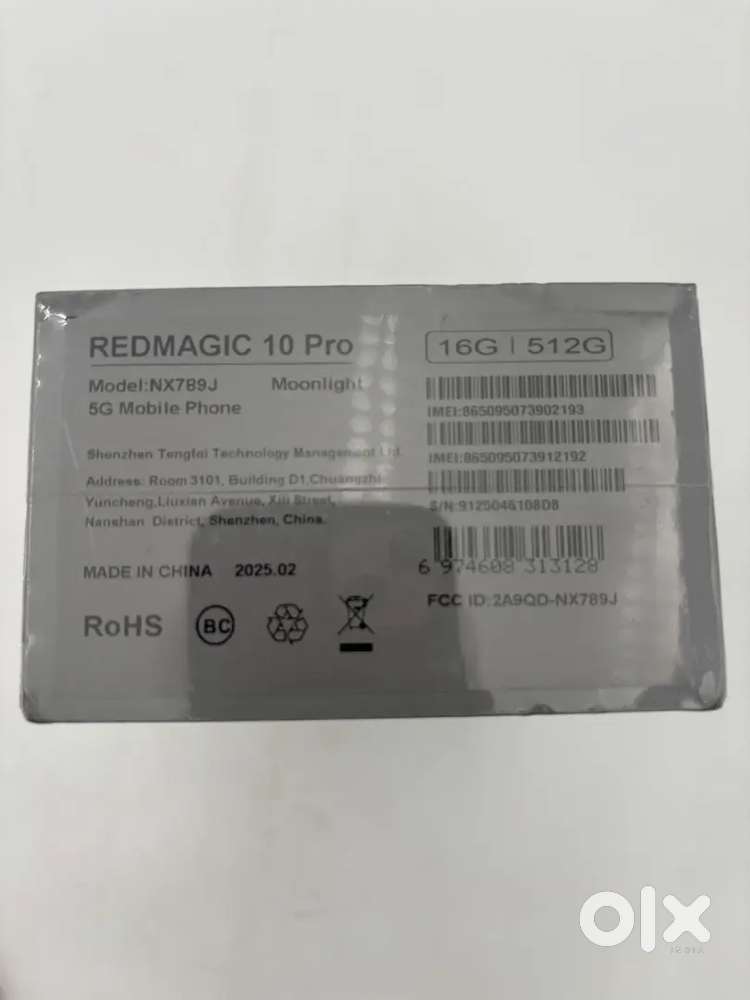 REDMAGIC 10 Pro
16G | 512G
Model:NX789J Moonlight
5G Mobile Phone
IMEI:865095073902193
IMEI:865095073912192
Shenzhen Tengfei Technology Management Ltd.
Address: Room 3101, Building D1,Chuangzhi
Yuncheng,Liuxian Avenue, Xili Street,
Nanshan District, Shenzhen, China.
S/N:9125046108D8
6 974608 313128
MADE IN CHINA 2025.02
FCC ID:2A9QD-NX789J
RoHS
BC
olx